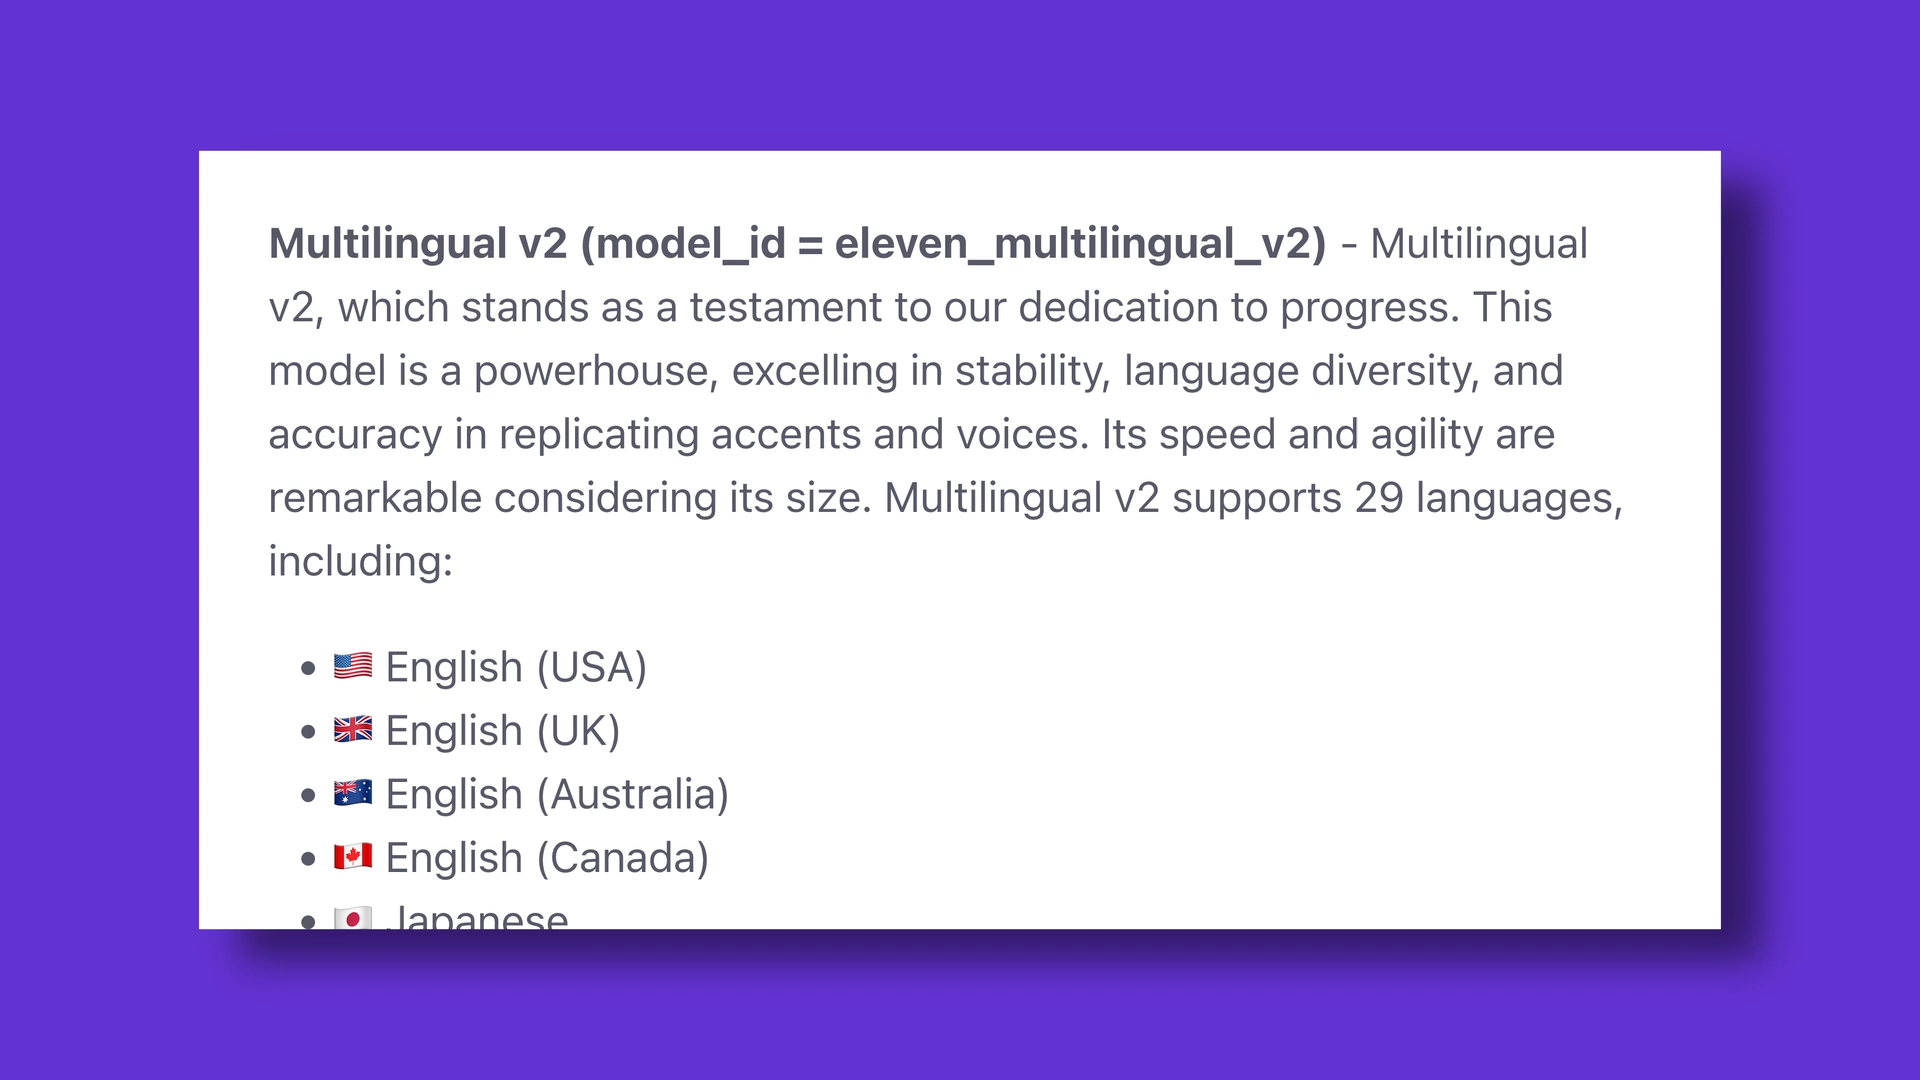 Multilingual v2 (model_id = eleven_multilingual_v2) - Multilingual
v2, which stands as a testament to our dedication to progress. This
model is a powerhouse, excelling in stability, language diversity, and
accuracy in replicating accents and voices. Its speed and agility are
remarkable considering its size. Multilingual v2 supports 29 languages,
including:
• 🇺🇸 English (USA)
• 🇬🇧 English (UK)
• 🇦🇺 English (Australia)
• 🇨🇦 English (Canada)
• 🇯🇵 Japanese